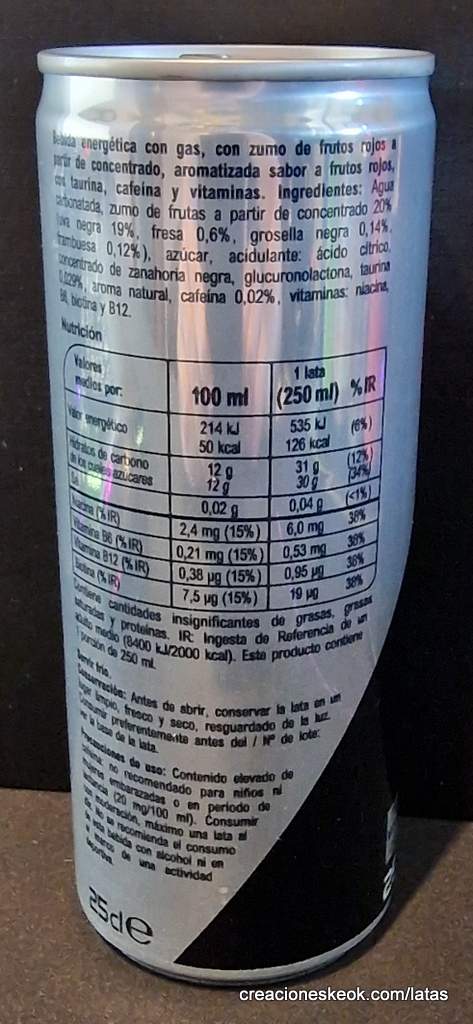 Bebida energética con gas, con zumo de frutos rojos a
partir de concentrado, aromatizada sabor a frutos rojos,
con taurina, cafeína y vitaminas. Ingredientes: Agua
carbonatada, zumo de frutas a partir de concentrado 20%
(uva negra 19%, fresa 0,6%, grosella negra 0,14%,
frambuesa 0,12%), azúcar, acidulante: ácido cítrico,
concentrado de zanahoria negra, glucuronolactona, taurina
0,029%, aroma natural, cafeína 0,02%, vitaminas: niacina,
B6, biotina y B12.
Nutrición
Valores medios por: 100 ml 1 lata (250 ml) %IR
Valor energético 214 kJ 535 kJ (6%)
50 kcal 126 kcal
Hidratos de carbono 12 g 31 g (12%)
de los cuales azúcares 12 g 30 g (34%)
Sal 0,02 g 0,04 g (<1%)
Niacina (%IR) 2,4 mg (15%) 6,0 mg 38%
Vitamina B6 (%IR) 0,21 mg (15%) 0,53 mg 38%
Vitamina B12 (%IR) 0,38 µg (15%) 0,95 µg 38%
Biotina (%IR) 7,5 µg (15%) 19 µg 38%
Contiene cantidades insignificantes de grasas, grasas
saturadas y proteínas. IR: Ingesta de Referencia de un
adulto medio (8400 kJ/2000 kcal). Este producto contiene
1 porción de 250 ml.
Servir frío.
Conservación: Antes de abrir, conservar la lata en un
lugar limpio, fresco y seco, resguardado de la luz.
Consumir preferentemente antes del / Nº de lote:
ver la base de la lata.
Precauciones de uso: Contenido elevado de
cafeína: no recomendado para niños ni
mujeres embarazadas o en período de
lactancia (20 mg/100 ml). Consumir
con moderación, máximo una lata al
día. No se recomienda el consumo
de esta bebida con alcohol ni en
de una actividad
deportiva.
25cl e
creacioneskeok.com/latas